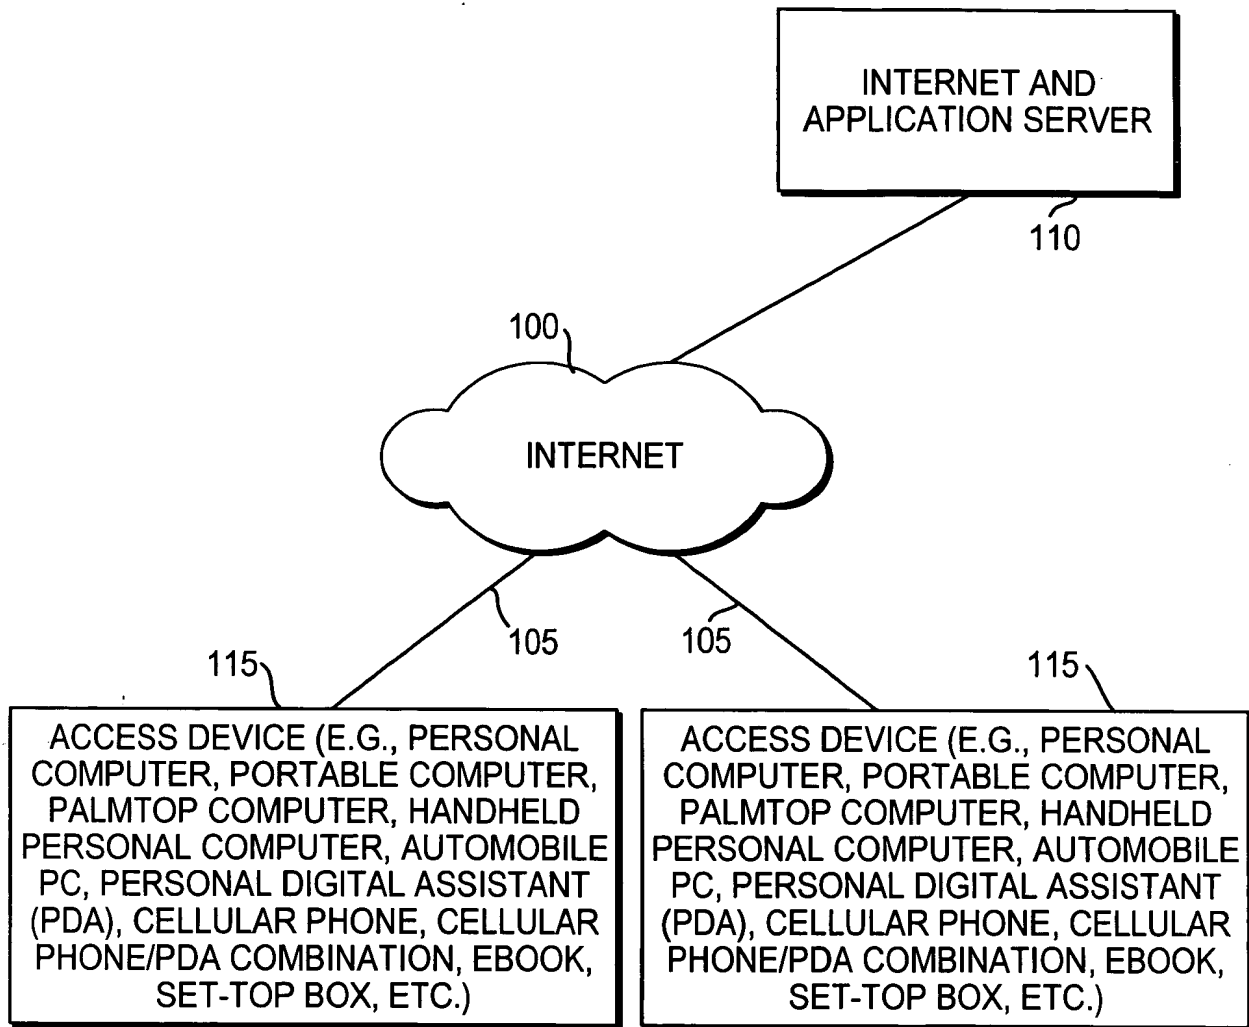 INTERNET AND
APPLICATION SERVER
110
100
INTERNET
105
105
115
115
ACCESS DEVICE (E.G., PERSONAL
COMPUTER, PORTABLE COMPUTER,
PALMTOP COMPUTER, HANDHELD
PERSONAL COMPUTER, AUTOMOBILE
PC, PERSONAL DIGITAL ASSISTANT
(PDA), CELLULAR PHONE, CELLULAR
PHONE/PDA COMBINATION, EBOOK,
SET-TOP BOX, ETC.)
ACCESS DEVICE (E.G., PERSONAL
COMPUTER, PORTABLE COMPUTER,
PALMTOP COMPUTER, HANDHELD
PERSONAL COMPUTER, AUTOMOBILE
PC, PERSONAL DIGITAL ASSISTANT
(PDA), CELLULAR PHONE, CELLULAR
PHONE/PDA COMBINATION, EBOOK,
SET-TOP BOX, ETC.)